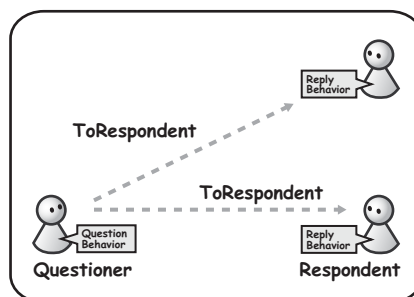 Reply
Behavior
ToRespondent
ToRespondent
Question
Behavior
Reply
Behavior
Questioner
Respondent